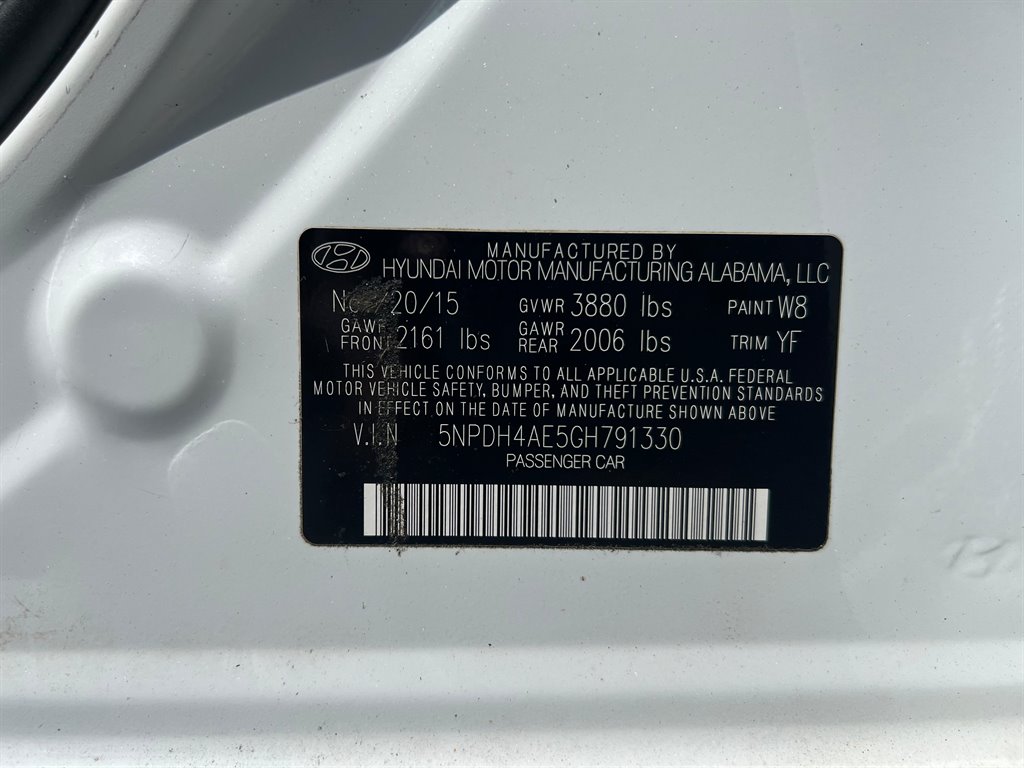 MANUFACTURED BY
HYUNDAI MOTOR MANUFACTURING ALABAMA, LLC
/20/15 GVWR 3880 lbs PAINT W8
GAWR FRONT 2161 lbs GAWR REAR 2006 lbs TRIM YF
THIS VEHICLE CONFORMS TO ALL APPLICABLE U.S.A. FEDERAL
MOTOR VEHICLE SAFETY, BUMPER, AND THEFT PREVENTION STANDARDS
IN EFFECT ON THE DATE OF MANUFACTURE SHOWN ABOVE
V.I.N 5NPDH4AE5GH791330
PASSENGER CAR